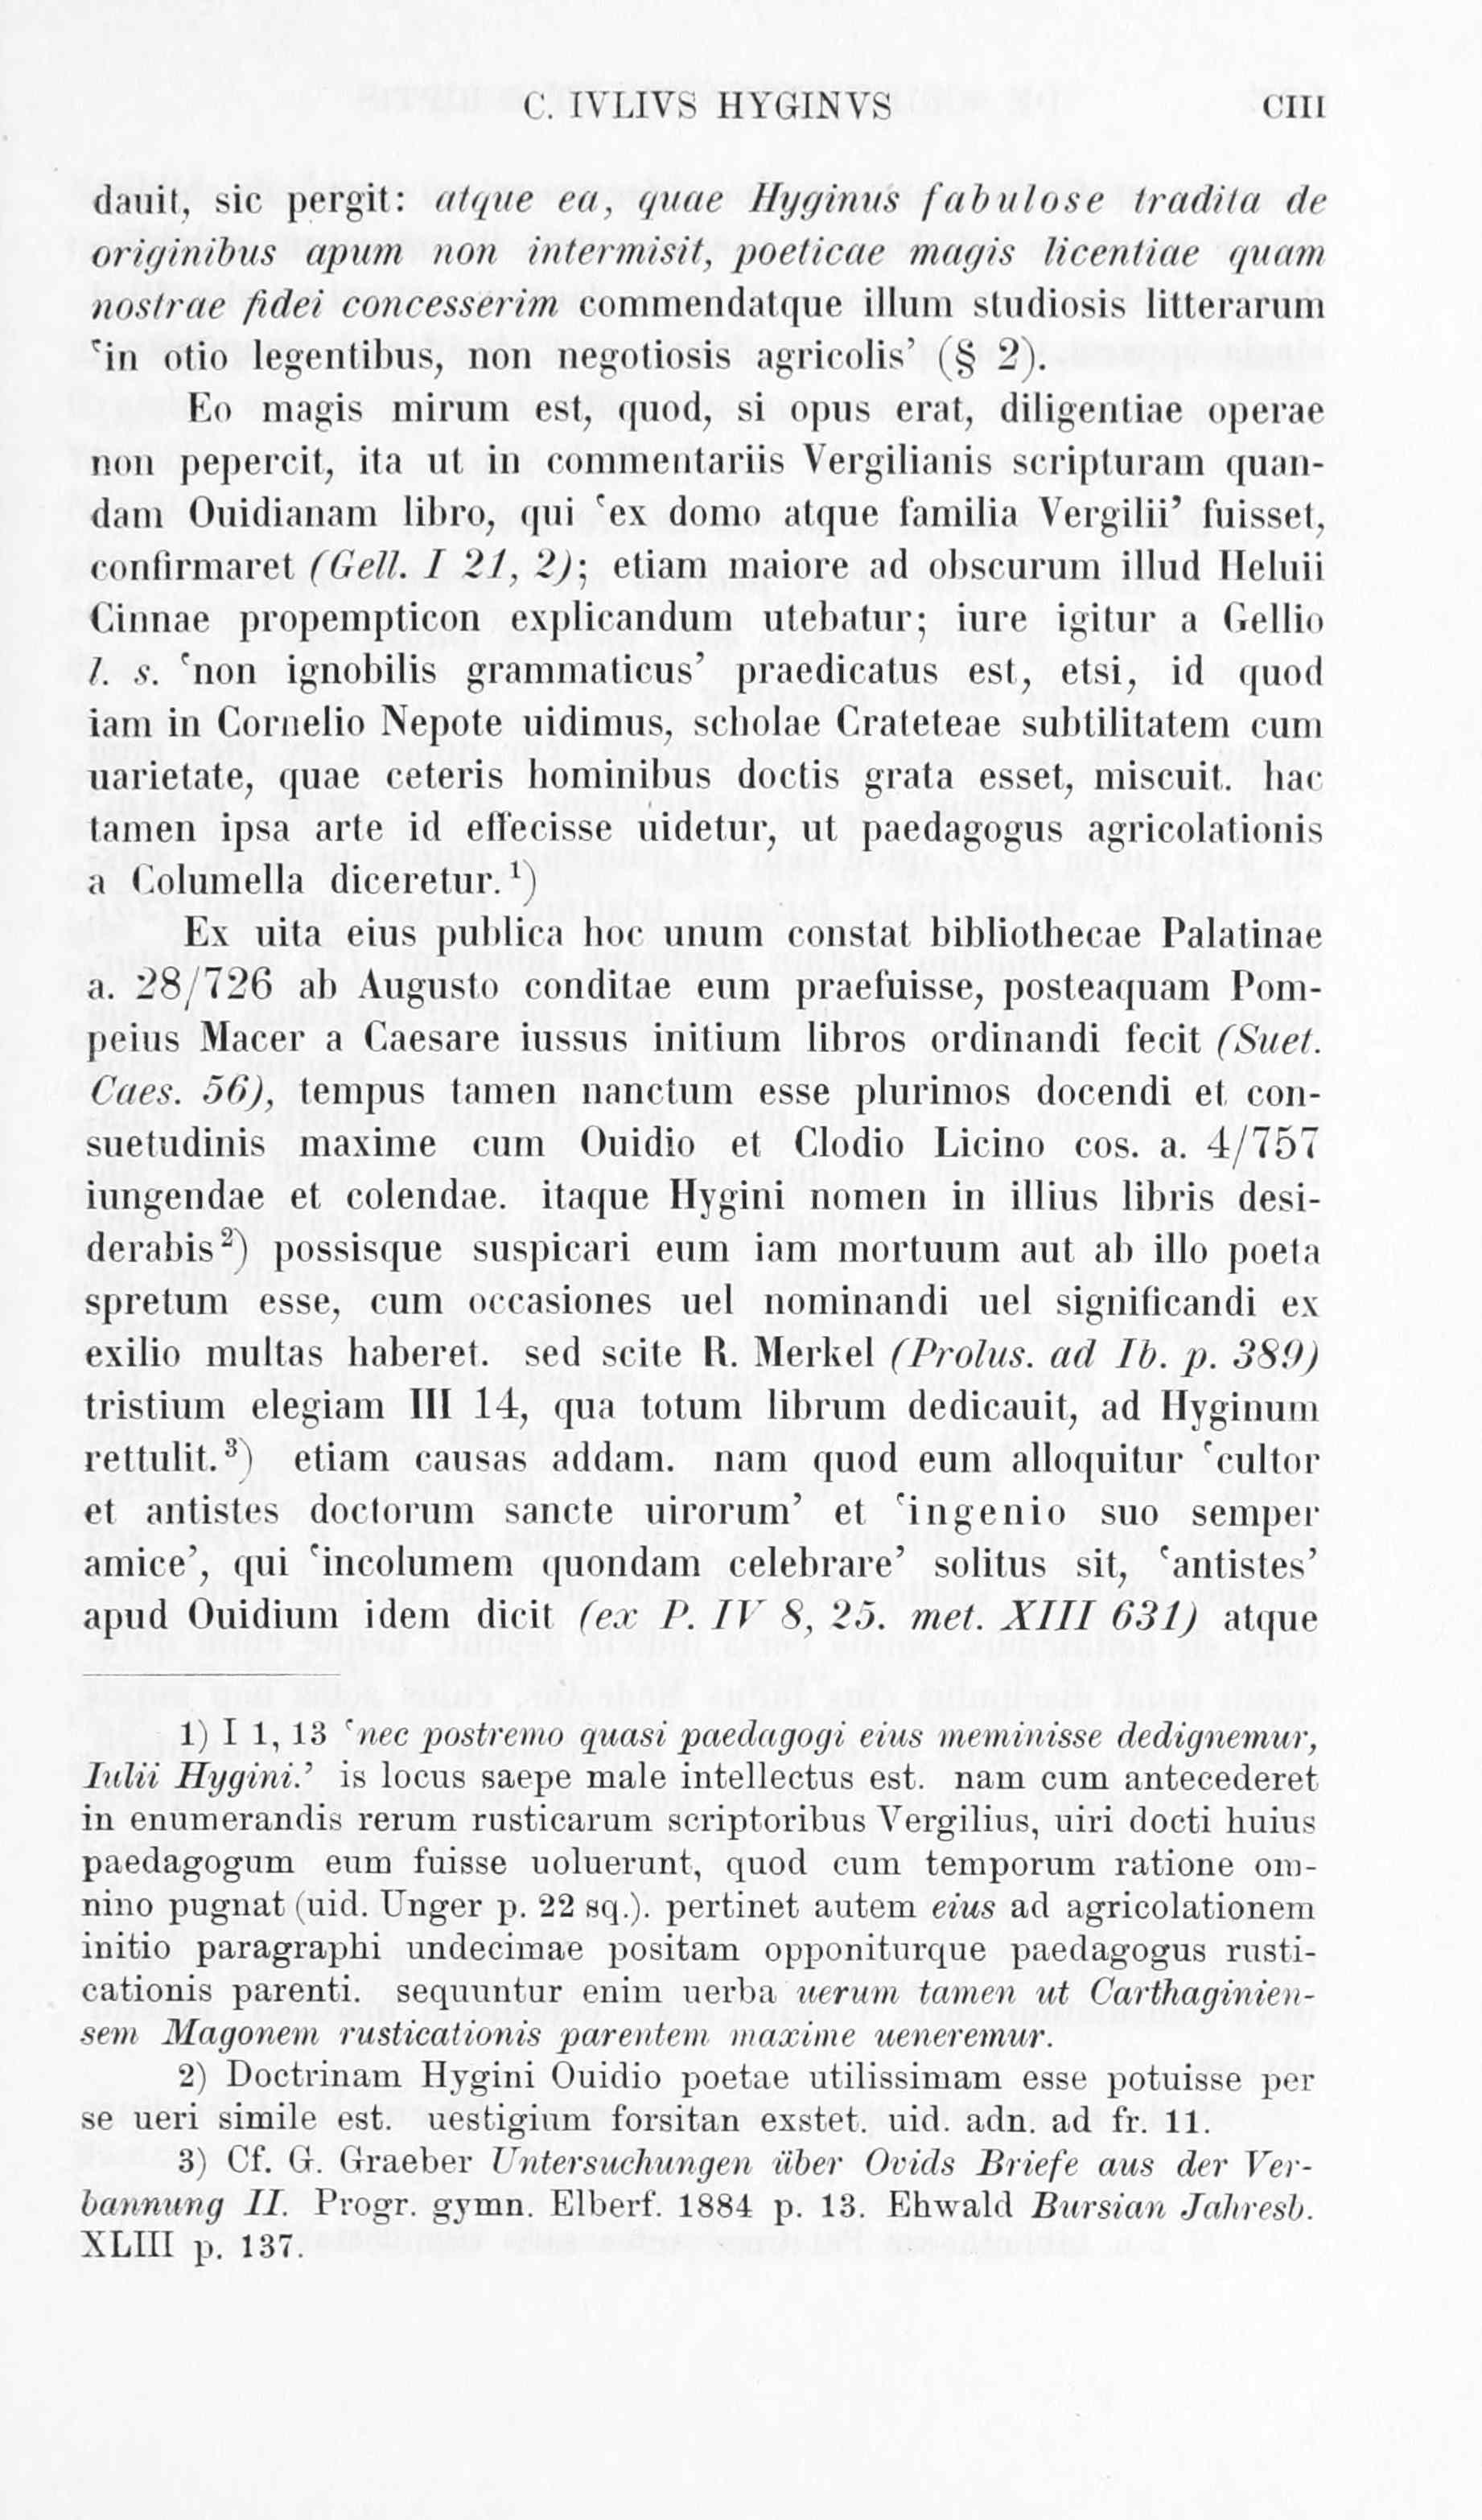 C. IVLIVS HYGINVS CIII
dauit, sic pergit: atque ea, quae Hyginus fabulose tradita de
originibus apum non intermisit, poeticae magis licentiae quam
nostrae fidei concesserim commendatque illum studiosis litterarum
‛in otio legentibus, non negotiosis agricolis’ (§ 2).
Eo magis mirum est, quod, si opus erat, diligentiae operae
non pepercit, ita ut in commentariis Vergilianis scripturam quan-
dam Ouidianam libro, qui ‛ex domo atque familia Vergilii’ fuisset,
confirmaret (Gell. I 21, 2); etiam maiore ad obscurum illud Heluii
Cinnae propempticon explicandum utebatur; iure igitur a Gellio
l. s. ‛non ignobilis grammaticus’ praedicatus est, etsi, id quod
iam in Cornelio Nepote uidimus, scholae Crateteae subtilitatem cum
uarietate, quae ceteris hominibus doctis grata esset, miscuit. hac
tamen ipsa arte id effecisse uidetur, ut paedagogus agricolationis
a Columella diceretur.¹)
Ex uita eius publica hoc unum constat bibliothecae Palatinae
a. 28/726 ab Augusto conditae eum praefuisse, posteaquam Pom-
peius Macer a Caesare iussus initium libros ordinandi fecit (Suet.
Caes. 56), tempus tamen nanctum esse plurimos docendi et con-
suetudinis maxime cum Ouidio et Clodio Licino cos. a. 4/757
iungendae et colendae. itaque Hygini nomen in illius libris desi-
derabis²) possisque suspicari eum iam mortuum aut ab illo poeta
spretum esse, cum occasiones uel nominandi uel significandi ex
exilio multas haberet. sed scite R. Merkel (Prolus. ad Ib. p. 389)
tristium elegiam III 14, qua totum librum dedicauit, ad Hyginum
rettulit.³) etiam causas addam. nam quod eum alloquitur ‛cultor
et antistes doctorum sancte uirorum’ et ‛ingenio suo semper
amice’, qui ‛incolumem quondam celebrare’ solitus sit, ‛antistes’
apud Ouidium idem dicit (ex P. IV 8, 25. met. XIII 631) atque
1) I 1, 13 ‛nec postremo quasi paedagogi eius meminisse dedignemur,
Iulii Hygini.’ is locus saepe male intellectus est. nam cum antecederet
in enumerandis rerum rusticarum scriptoribus Vergilius, uiri docti huius
paedagogum eum fuisse uoluerunt, quod cum temporum ratione om-
nino pugnat (uid. Unger p. 22 sq.). pertinet autem eius ad agricolationem
initio paragraphi undecimae positam opponiturque paedagogus rusti-
cationis parenti. sequuntur enim uerba uerum tamen ut Carthaginien-
sem Magonem rusticationis parentem maxime ueneremur.
2) Doctrinam Hygini Ouidio poetae utilissimam esse potuisse per
se ueri simile est. uestigium forsitan exstet. uid. adn. ad fr. 11.
3) Cf. G. Graeber Untersuchungen über Ovids Briefe aus der Ver-
bannung II. Progr. gymn. Elberf. 1884 p. 13. Ehwald Bursian Jahresb.
XLIII p. 137.